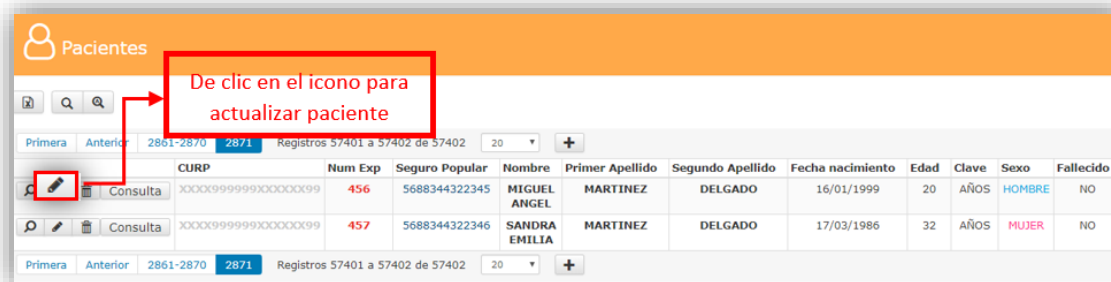 Pacientes
De clic en el icono para
actualizar paciente
Primera Anterior 2861-2870 2871 Registros 57401 a 57402 de 57402 20
CURP Num Exp Seguro Popular Nombre Primer Apellido Segundo Apellido Fecha nacimiento Edad Clave Sexo Fallecido
Consulta XXXX999999XXXXXX99 456 5688344322345 MIGUEL MARTINEZ DELGADO 16/01/1999 20 AÑOS HOMBRE NO
ANGEL
Consulta XXXX999999XXXXXX99 457 5688344322346 SANDRA MARTINEZ DELGADO 17/03/1986 32 AÑOS MUJER NO
EMILIA
Primera Anterior 2861-2870 2871 Registros 57401 a 57402 de 57402 20